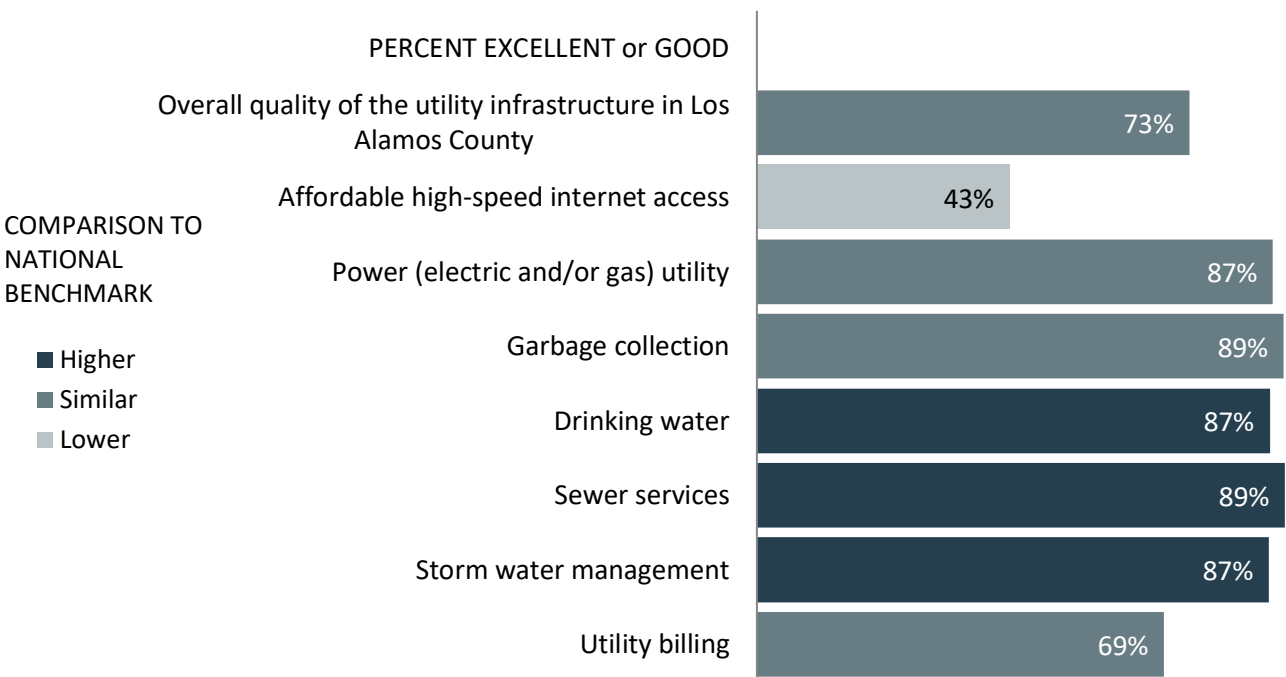 PERCENT EXCELLENT or GOOD
Overall quality of the utility infrastructure in Los
Alamos County
73%
Affordable high-speed internet access
43%
Power (electric and/or gas) utility
87%
Garbage collection
89%
Drinking water
87%
Sewer services
89%
Storm water management
87%
Utility billing
69%
COMPARISON TO
NATIONAL
BENCHMARK
Higher
Similar
Lower